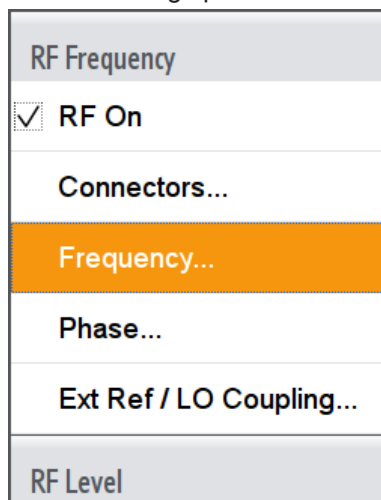 RF Frequency
RF On
Connectors...
Frequency...
Phase...
Ext Ref / LO Coupling...
RF Level